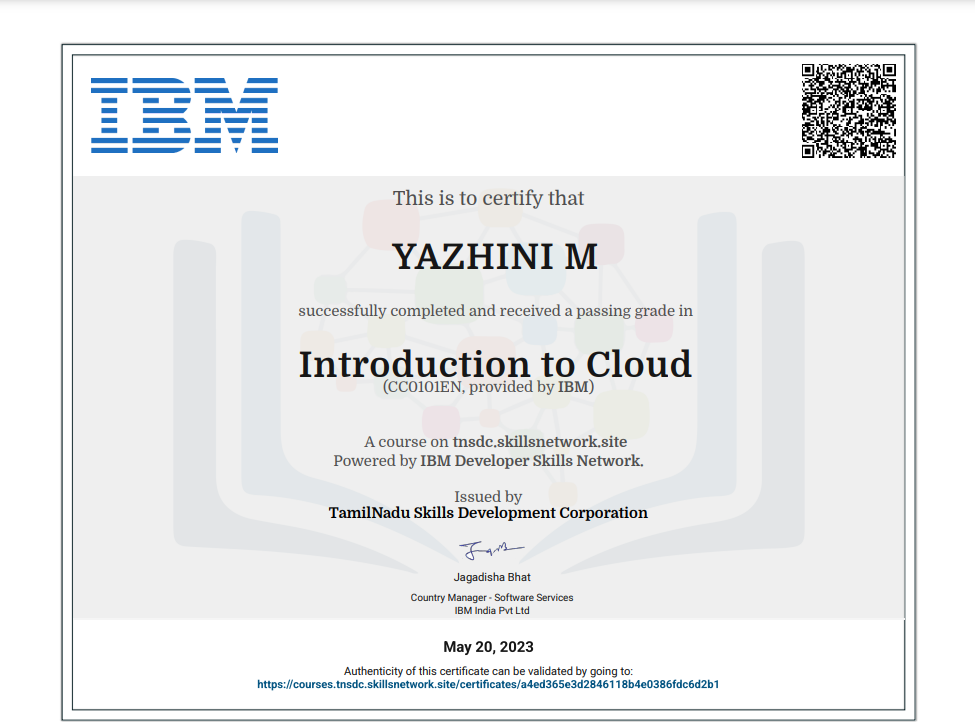 IBM
This is to certify that
YAZHINI M
successfully completed and received a passing grade in
Introduction to Cloud
(CC0101EN, provided by IBM)
A course on tnsdc.skillsnetwork.site
Powered by IBM Developer Skills Network.
Issued by
TamilNadu Skills Development Corporation
Jagadisha Bhat
Country Manager - Software Services
IBM India Pvt Ltd
May 20, 2023
Authenticity of this certificate can be validated by going to:
https://courses.tnsdc.skillsnetwork.site/certificates/a4ed365e3d2846118b4e0386fdc6d2b1